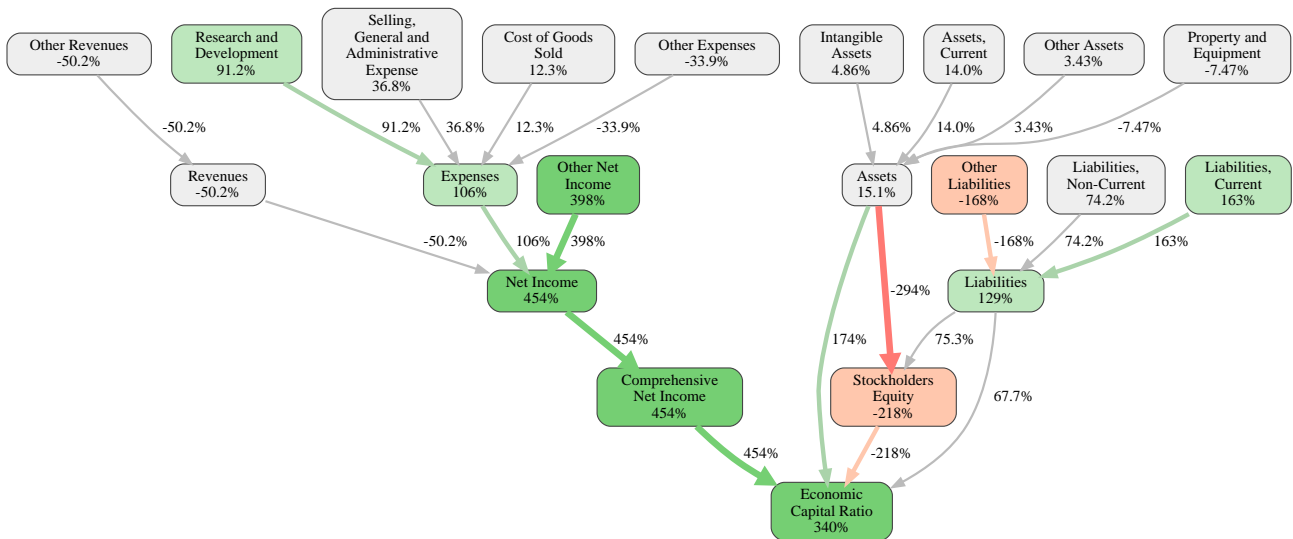 Other Revenues
-50.2%
Research and
Development
91.2%
Selling,
General and
Administrative
Expense
36.8%
Cost of Goods
Sold
12.3%
Other Expenses
-33.9%
Intangible
Assets
4.86%
Assets,
Current
14.0%
Other Assets
3.43%
Property and
Equipment
-7.47%
-50.2%
91.2%
36.8%
12.3%
-33.9%
4.86%
14.0%
3.43%
-7.47%
Revenues
-50.2%
Expenses
106%
Other Net
Income
398%
Assets
15.1%
Other
Liabilities
-168%
Liabilities,
Non-Current
74.2%
Liabilities,
Current
163%
-50.2%
106%
398%
-168%
74.2%
163%
Net Income
454%
-294%
Liabilities
129%
454%
174%
75.3%
Comprehensive
Net Income
454%
Stockholders
Equity
-218%
67.7%
454%
-218%
Economic
Capital Ratio
340%